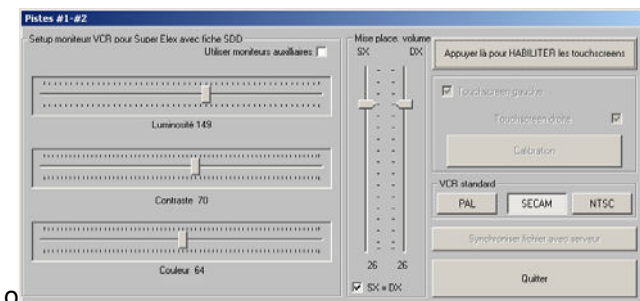 Pistes #1-#2
Setup moniteur VCR pour Super Elex avec fiche SDD
Utiliser moniteurs auxiliaires
Luminosité 149
Contraste 70
Couleur 64
Mise place. volume
SX DX
26 26
SX = DX
Appuyer là pour HABILITER les touchscreens
Touchscreen gauche
Touchscreen droite
Calibration
VCR standard
PAL SECAM NTSC
Synchroniser fichier avec serveur
Quitter
o